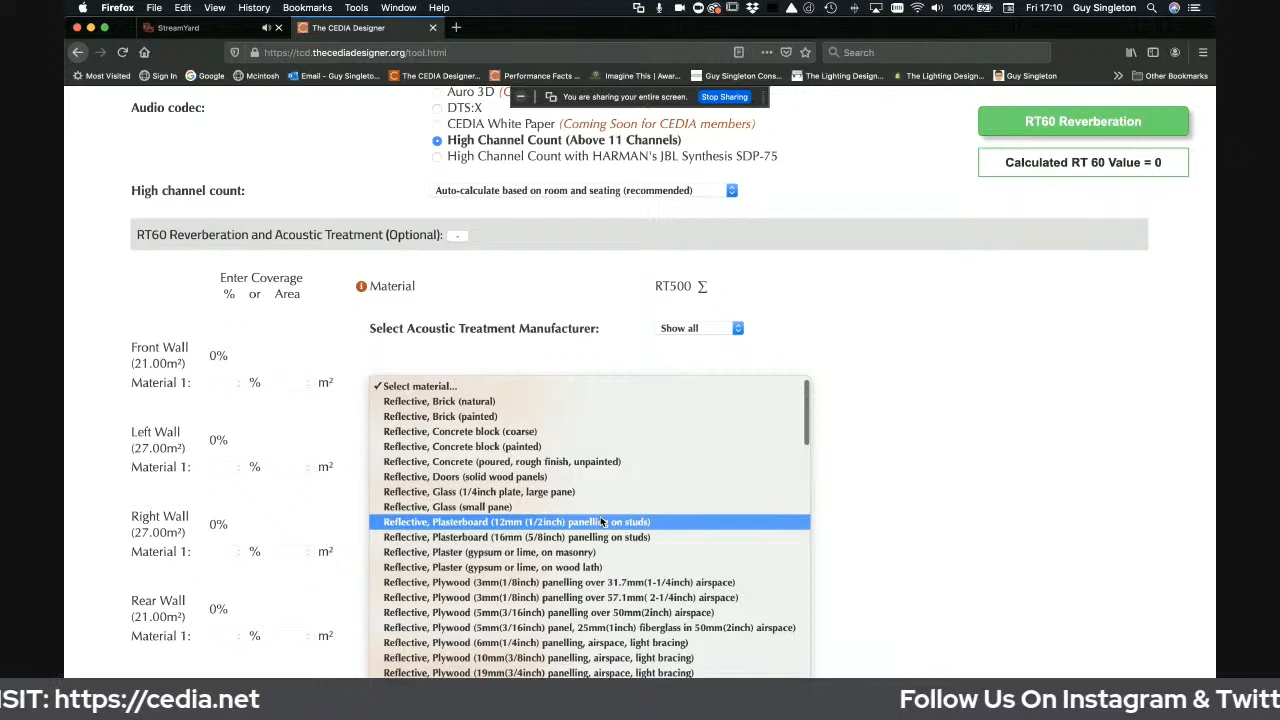 Firefox File Edit View History Bookmarks Tools Window Help 100% Fri 17:10 Guy Singleton
StreamYard The CEDIA Designer
https://tcd.thecediadesigner.org/tool.html Search
Most Visited Sign In Google Mcintosh Email - Guy Singleto... The CEDIA Designer... Performance Facts ... Imagine This | Awar... Guy Singleton Cons... The Lighting Design... The Lighting Design... Guy Singleton Other Bookmarks
You are sharing your entire screen. Stop Sharing
Auro 3D (C
Audio codec:
DTS:X
CEDIA White Paper (Coming Soon for CEDIA members)
High Channel Count (Above 11 Channels)
High Channel Count with HARMAN's JBL Synthesis SDP-75
RT60 Reverberation
Calculated RT 60 Value = 0
High channel count: Auto-calculate based on room and seating (recommended)
RT60 Reverberation and Acoustic Treatment (Optional): -
Enter Coverage
% or Area
Material RT500 Σ
Select Acoustic Treatment Manufacturer: Show all
Front Wall
(21.00m²) 0%
Material 1: % m²
Left Wall
(27.00m²) 0%
Material 1: % m²
Right Wall
(27.00m²) 0%
Material 1: % m²
Rear Wall
(21.00m²) 0%
Material 1: % m²
✓Select material...
Reflective, Brick (natural)
Reflective, Brick (painted)
Reflective, Concrete block (coarse)
Reflective, Concrete block (painted)
Reflective, Concrete (poured, rough finish, unpainted)
Reflective, Doors (solid wood panels)
Reflective, Glass (1/4inch plate, large pane)
Reflective, Glass (small pane)
Reflective, Plasterboard (12mm (1/2inch) panelling on studs)
Reflective, Plasterboard (16mm (5/8inch) panelling on studs)
Reflective, Plaster (gypsum or lime, on masonry)
Reflective, Plaster (gypsum or lime, on wood lath)
Reflective, Plywood (3mm(1/8inch) panelling over 31.7mm(1-1/4inch) airspace)
Reflective, Plywood (3mm(1/8inch) panelling over 57.1mm( 2-1/4inch) airspace)
Reflective, Plywood (5mm(3/16inch) panelling over 50mm(2inch) airspace)
Reflective, Plywood (5mm(3/16inch) panel, 25mm(1inch) fiberglass in 50mm(2inch) airspace)
Reflective, Plywood (6mm(1/4inch) panelling, airspace, light bracing)
Reflective, Plywood (10mm(3/8inch) panelling, airspace, light bracing)
Reflective, Plywood (19mm(3/4inch) panelling, airspace, light bracing)
ISIT: https://cedia.net Follow Us On Instagram & Twitt